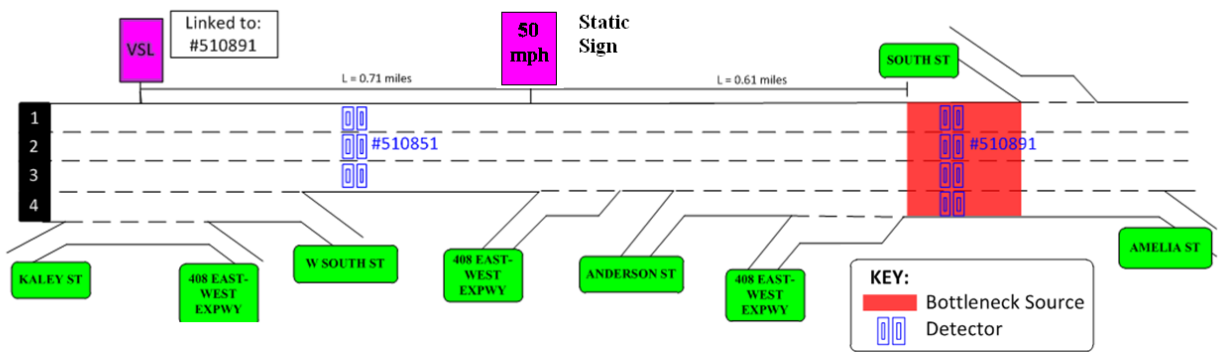 Linked to:
#510891
VSL
50
mph
Static
Sign
SOUTH ST
L = 0.71 miles
L = 0.61 miles
1
2
3
4
#510851
#510891
KALEY ST
408 EAST-
WEST
EXPWY
W SOUTH ST
408 EAST-
WEST
EXPWY
ANDERSON ST
408 EAST-
WEST
EXPWY
AMELIA ST
KEY:
Bottleneck Source
Detector